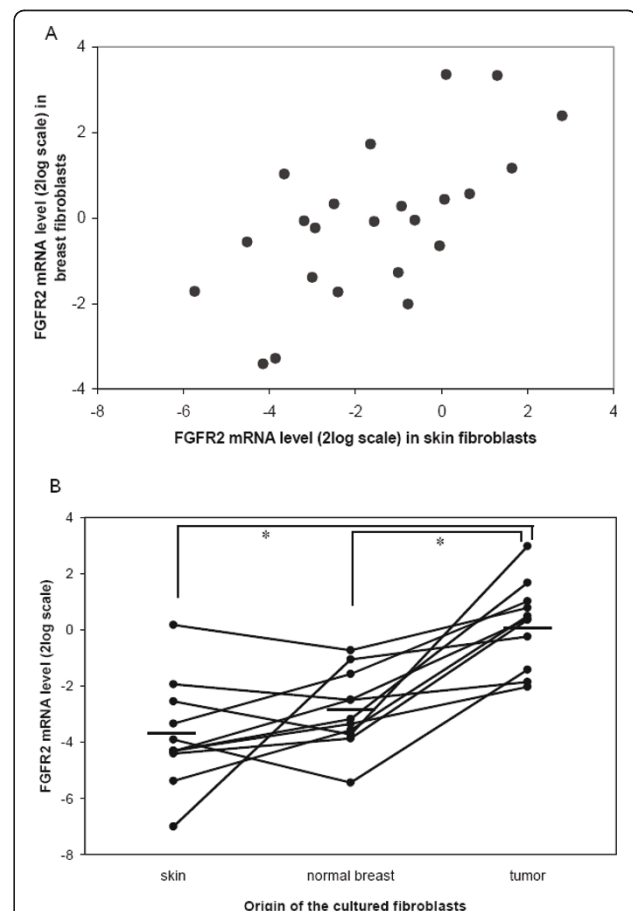 A
4
2
0
-2
-4
-8
-6
-4
-2
0
2
4
FGFR2 mRNA level (2log scale) in
breast fibroblasts
FGFR2 mRNA level (2log scale) in skin fibroblasts
B
4
2
0
-2
-4
-6
-8
*
*
FGFR2 mRNA level (2log scale)
skin
normal breast
tumor
Origin of the cultured fibroblasts